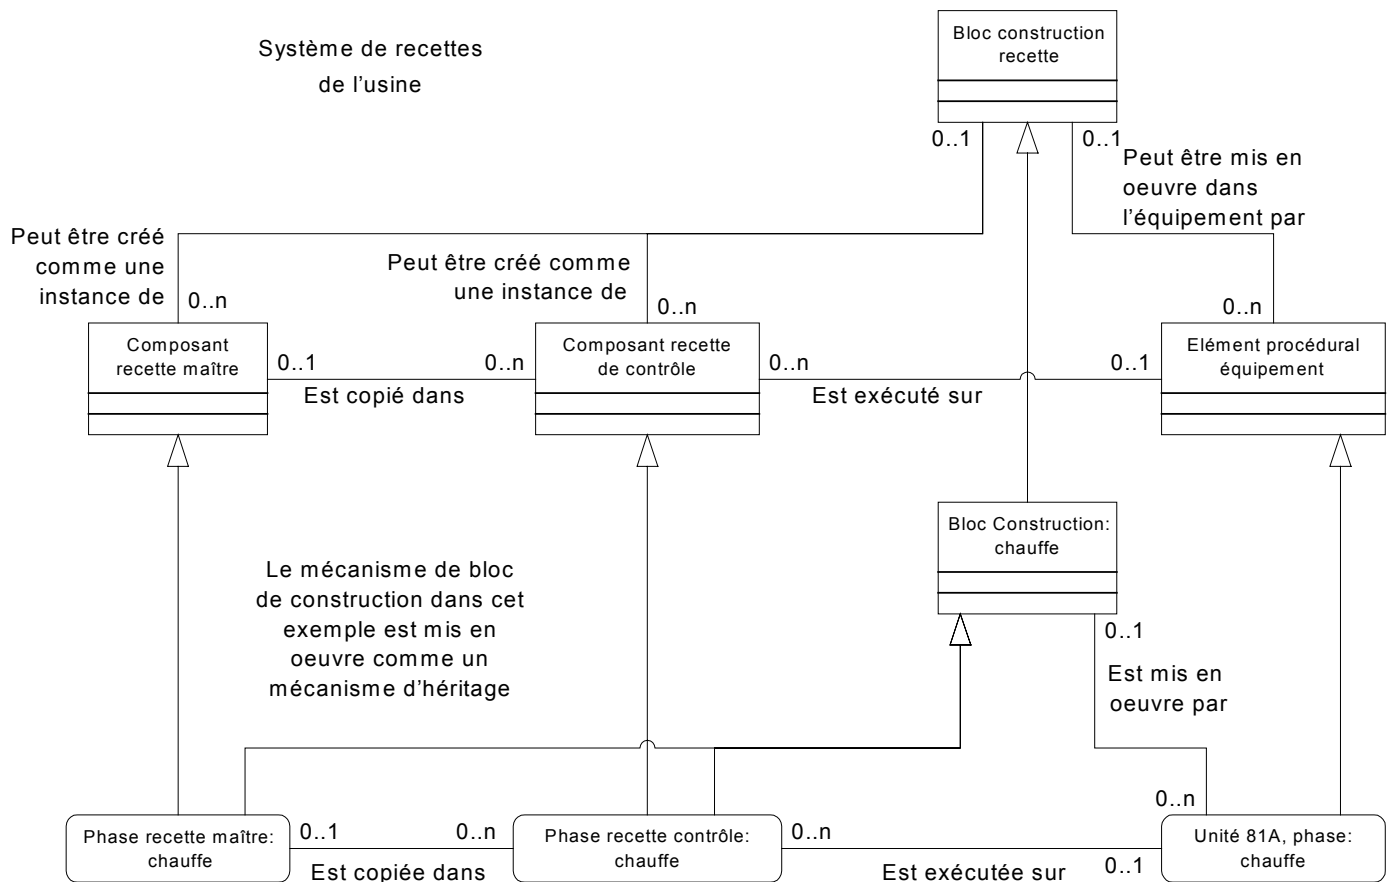 Système de recettes
de l'usine
Bloc construction
recette
0..1
0..1
Peut être mis en
oeuvre dans
l'équipement par
Peut être créé
comme une
instance de
0..n
Peut être créé comme
une instance de
0..n
0..n
Composant
recette maître
0..1
Est copié dans
0..n
Composant recette
de contrôle
0..n
Est exécuté sur
0..1
Elément procédural
équipement
Bloc Construction:
chauffe
Le mécanisme de bloc
de construction dans cet
exemple est mis en
oeuvre comme un
mécanisme d'héritage
0..1
Est mis en
oeuvre par
0..n
Phase recette maître:
chauffe
0..1
Est copiée dans
0..n
Phase recette contrôle:
chauffe
0..n
Est exécutée sur
0..1
Unité 81A, phase:
chauffe